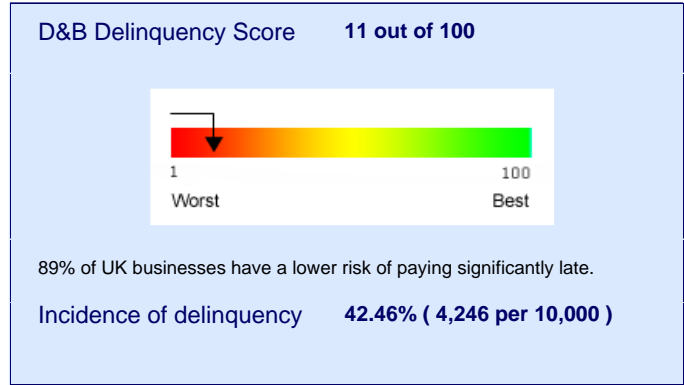 D&B Delinquency Score 11 out of 100
1 100
Worst Best
89% of UK businesses have a lower risk of paying significantly late.
Incidence of delinquency 42.46% ( 4,246 per 10,000 )